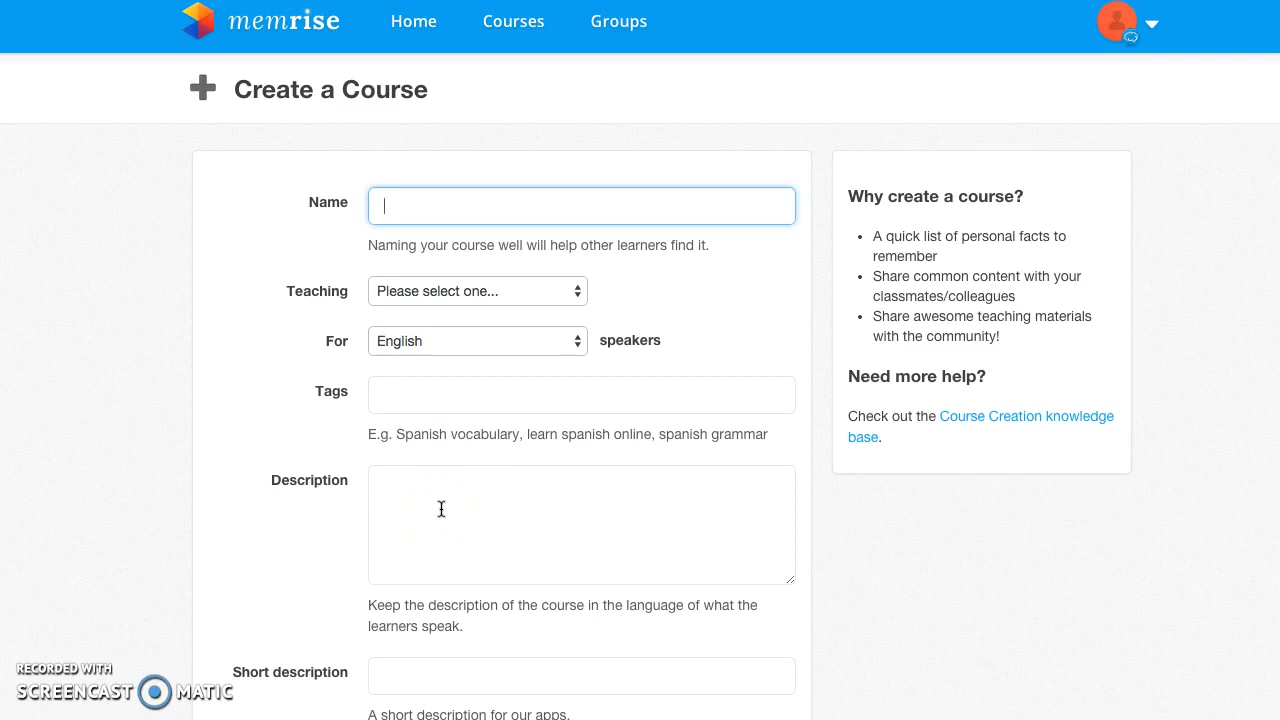 memrise Home Courses Groups
Create a Course
Name
Naming your course well will help other learners find it.
Teaching Please select one...
For English speakers
Tags
E.g. Spanish vocabulary, learn spanish online, spanish grammar
Description
Keep the description of the course in the language of what the
learners speak.
Short description
A short description for our apps.
Why create a course?
• A quick list of personal facts to
remember
• Share common content with your
classmates/colleagues
• Share awesome teaching materials
with the community!
Need more help?
Check out the Course Creation knowledge
base.
RECORDED WITH
SCREENCAST MATIC